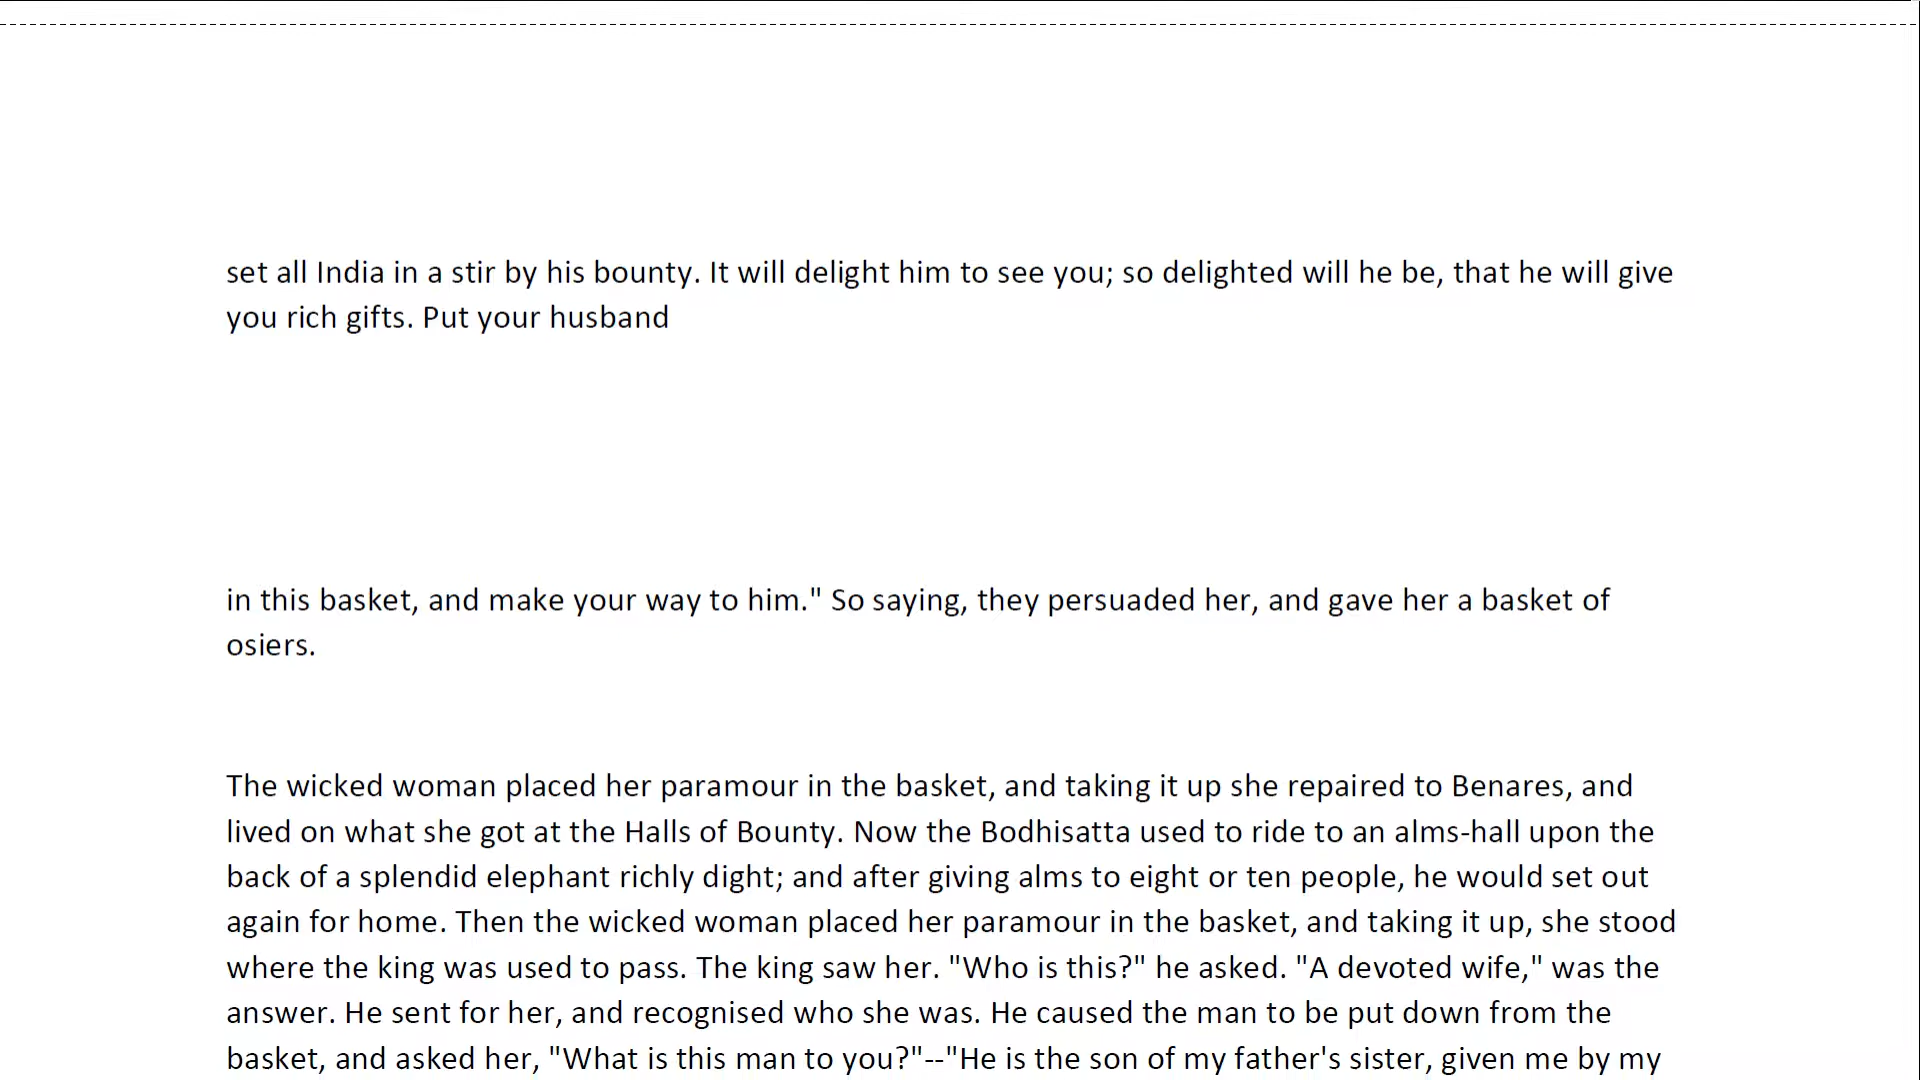 set all India in a stir by his bounty. It will delight him to see you; so delighted will he be, that he will give
you rich gifts. Put your husband
in this basket, and make your way to him." So saying, they persuaded her, and gave her a basket of
osiers.
The wicked woman placed her paramour in the basket, and taking it up she repaired to Benares, and
lived on what she got at the Halls of Bounty. Now the Bodhisatta used to ride to an alms-hall upon the
back of a splendid elephant richly dight; and after giving alms to eight or ten people, he would set out
again for home. Then the wicked woman placed her paramour in the basket, and taking it up, she stood
where the king was used to pass. The king saw her. "Who is this?" he asked. "A devoted wife," was the
answer. He sent for her, and recognised who she was. He caused the man to be put down from the
basket, and asked her, "What is this man to you?"--"He is the son of my father's sister, given me by my